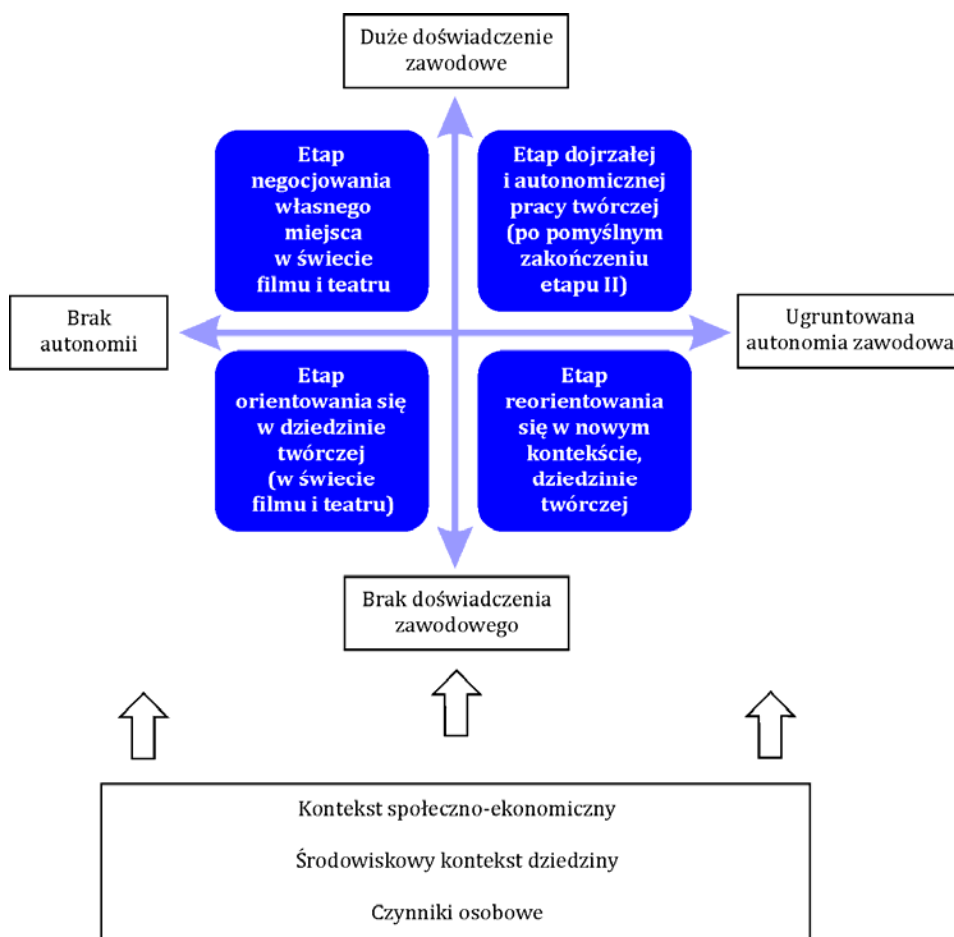 Duże doświadczenie
zawodowe
Etap
negocjowania
własnego
miejsca
w świecie
filmu i teatru
Etap dojrzałej
i autonomicznej
pracy twórczej
(po pomyślnym
zakończeniu
etapu II)
Brak
autonomii
Ugruntowana
autonomia zawodowa
Etap
orientowania się
w dziedzinie
twórczej
(w świecie
filmu i teatru)
Etap
reorientowania
się w nowym
kontekście,
dziedzinie
twórczej
Brak doświadczenia
zawodowego
Kontekst społeczno-ekonomiczny
Środowiskowy kontekst dziedziny
Czynniki osobowe